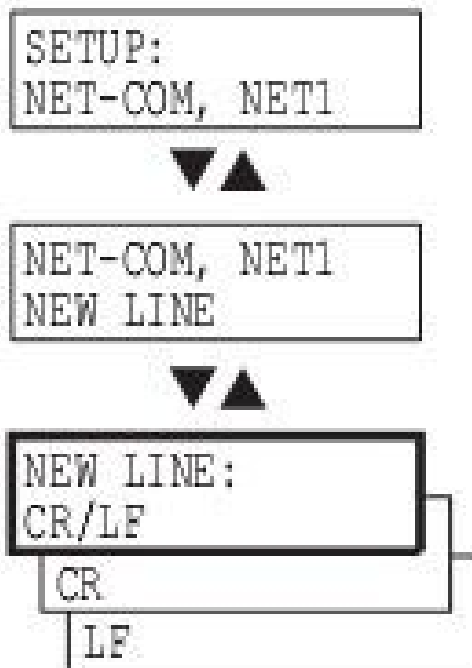 SETUP:
NET-COM, NET1
NET-COM, NET1
NEW LINE
NEW LINE:
CR/LF
CR
LF